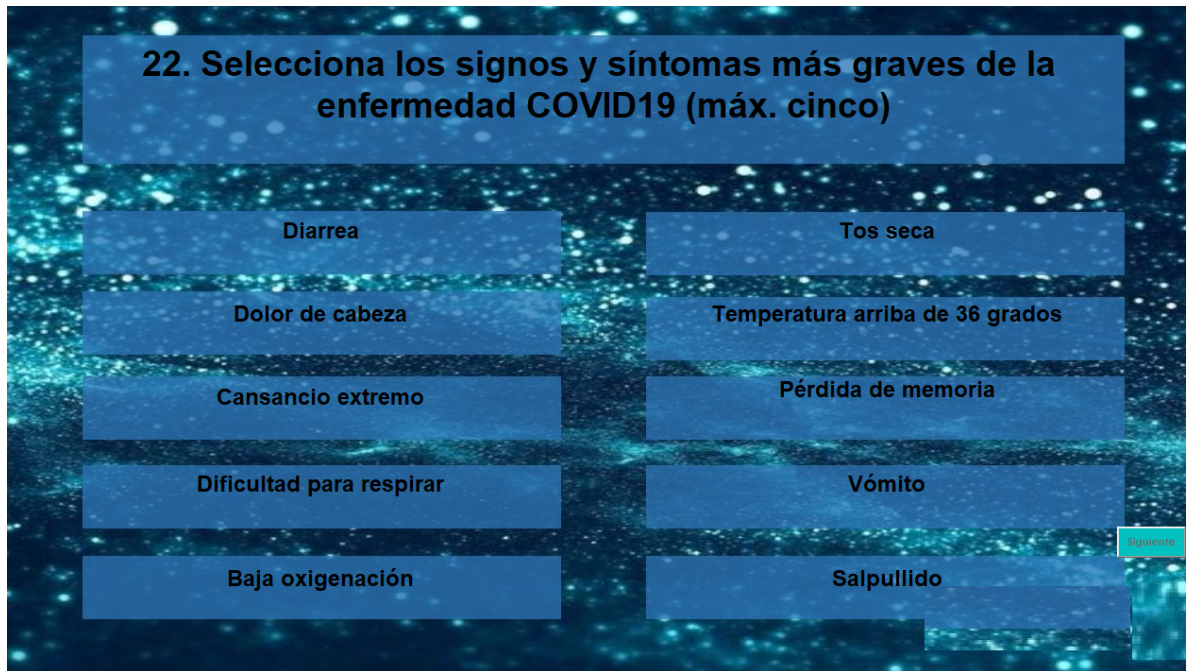 22. Selecciona los signos y síntomas más graves de la
enfermedad COVID19 (máx. cinco)
Diarrea
Tos seca
Dolor de cabeza
Temperatura arriba de 36 grados
Cansancio extremo
Pérdida de memoria
Dificultad para respirar
Vómito
Siguiente
Baja oxigenación
Salpullido